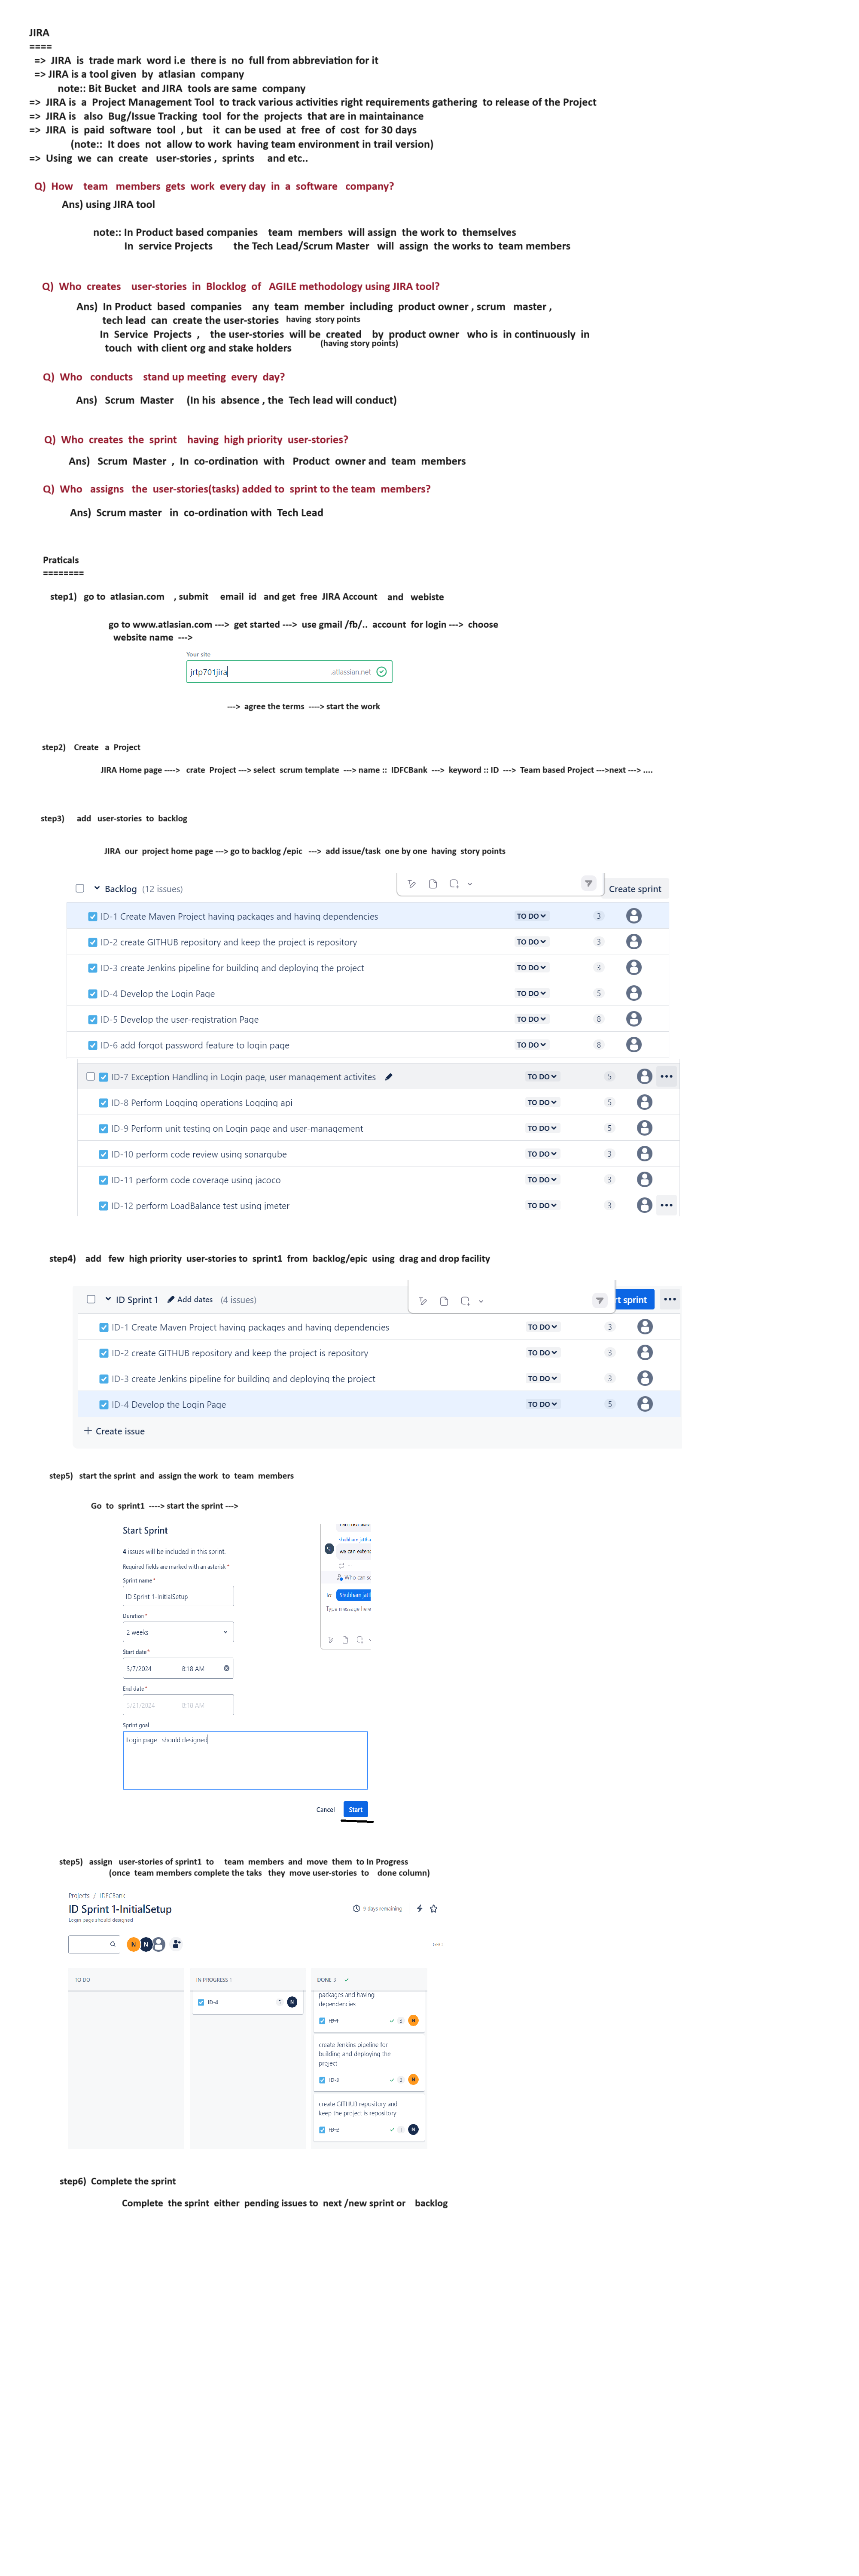 JIRA
====
=> JIRA is trade mark word i.e there is no full from abbreviation for it
=> JIRA is a tool given by atlasian company
note:: Bit Bucket and JIRA tools are same company
=> JIRA is a Project Management Tool to track various activities right requirements gathering to release of the Project
=> JIRA is also Bug/Issue Tracking tool for the projects that are in maintainance
=> JIRA is paid software tool , but it can be used at free of cost for 30 days
(note:: It does not allow to work having team environment in trail version)
=> Using we can create user-stories , sprints and etc..
Q) How team members gets work every day in a software company?
Ans) using JIRA tool
note:: In Product based companies team members will assign the work to themselves
In service Projects the Tech Lead/Scrum Master will assign the works to team members
Q) Who creates user-stories in Blocklog of AGILE methodology using JIRA tool?
Ans) In Product based companies any team member including product owner , scrum master ,
tech lead can create the user-stories having story points
In Service Projects , the user-stories will be created by product owner who is in continuously in
touch with client org and stake holders (having story points)
Q) Who conducts stand up meeting every day?
Ans) Scrum Master (In his absence , the Tech lead will conduct)
Q) Who creates the sprint having high priority user-stories?
Ans) Scrum Master , In co-ordination with Product owner and team members
Q) Who assigns the user-stories(tasks) added to sprint to the team members?
Ans) Scrum master in co-ordination with Tech Lead
Praticals
========
step1) go to atlasian.com , submit email id and get free JIRA Account and webiste
go to www.atlasian.com ---> get started ---> use gmail /fb/.. account for login ---> choose
website name --->
Your site
jrtp701jira .atlassian.net
---> agree the terms ----> start the work
step2) Create a Project
JIRA Home page ----> crate Project ---> select scrum template ---> name :: IDFCBank ---> keyword :: ID ---> Team based Project --->next ---> ....
step3) add user-stories to backlog
JIRA our project home page ---> go to backlog /epic ---> add issue/task one by one having story points
Backlog (12 issues) Create sprint
ID-1 Create Maven Project having packages and having dependencies TO DO 3
ID-2 create GITHUB repository and keep the project is repository TO DO 3
ID-3 create Jenkins pipeline for building and deploying the project TO DO 3
ID-4 Develop the Login Page TO DO 5
ID-5 Develop the user-registration Page TO DO 8
ID-6 add forgot password feature to login page TO DO 8
ID-7 Exception Handling in Login page, user management activites TO DO 5
ID-8 Perform Logging operations Logging api TO DO 5
ID-9 Perform unit testing on Login page and user-management TO DO 5
ID-10 perform code review using sonarqube TO DO 3
ID-11 perform code coverage using jacoco TO DO 3
ID-12 perform LoadBalance test using jmeter TO DO 3
step4) add few high priority user-stories to sprint1 from backlog/epic using drag and drop facility
ID Sprint 1 Add dates (4 issues) rt sprint
ID-1 Create Maven Project having packages and having dependencies TO DO 3
ID-2 create GITHUB repository and keep the project is repository TO DO 3
ID-3 create Jenkins pipeline for building and deploying the project TO DO 3
ID-4 Develop the Login Page TO DO 5
+ Create issue
step5) start the sprint and assign the work to team members
Go to sprint1 ----> start the sprint --->
Start Sprint
4 issues will be included in this sprint.
we can exten
Required fields are marked with an asterisk *
Who can se
Sprint name *
ID Sprint 1 InitialSetup
Type message here
Duration *
2 weeks
Start date *
5/7/2024 8:18 AM
End date *
5/21/2024 8:18 AM
Sprint goal
Login page should designed
Cancel Start
step5) assign user-stories of sprint1 to team members and move them to In Progress
(once team members complete the taks they move user-stories to done column)
Projects / IDFCBank
ID Sprint 1-InitialSetup
days remaining
Login page should designed
N N
TO DO IN PROGRESS 1 DONE 3
packages and having
dependencies
ID-4 N
ID-1 N
create Jenkins pipeline for
building and deploying the
project
ID-3 N
create GITHUB repository and
keep the project is repository
ID-2 N
step6) Complete the sprint
Complete the sprint either pending issues to next /new sprint or backlog